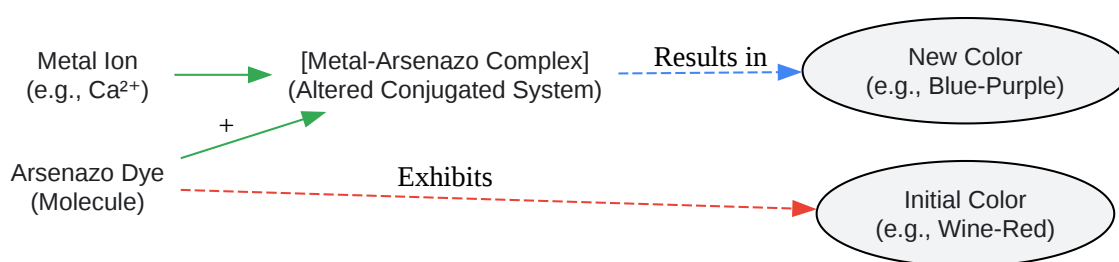 Metal Ion
(e.g., Ca²⁺)
[Metal-Arsenazo Complex]
(Altered Conjugated System)
Results in
New Color
(e.g., Blue-Purple)
+
Arsenazo Dye
(Molecule)
Exhibits
Initial Color
(e.g., Wine-Red)